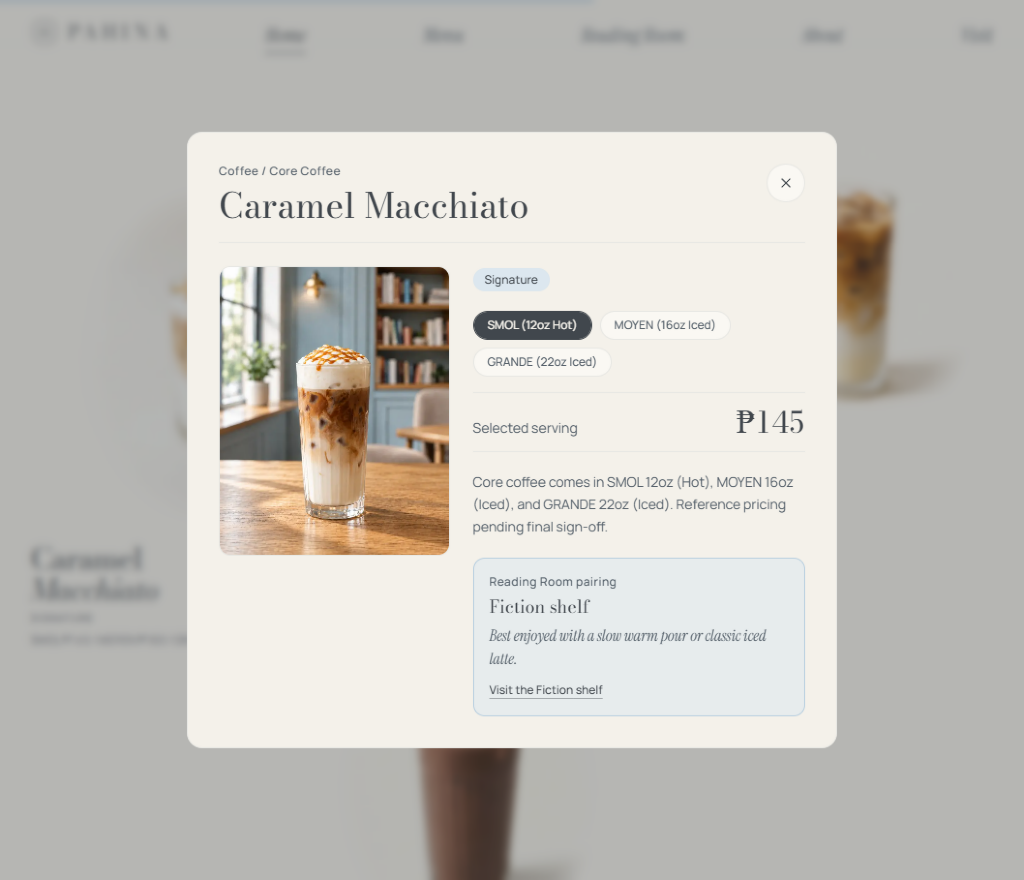 PAHINA
Home
Menu
Reading Room
About
Visit
Coffee / Core Coffee
Caramel Macchiato
Signature
SMOL (12oz Hot)
MOYEN (16oz Iced)
GRANDE (22oz Iced)
Selected serving
₱145
Core coffee comes in SMOL 12oz (Hot), MOYEN 16oz
(Iced), and GRANDE 22oz (Iced). Reference pricing
pending final sign-off.
Reading Room pairing
Fiction shelf
Best enjoyed with a slow warm pour or classic iced
latte.
Visit the Fiction shelf
Caramel
Macchiato